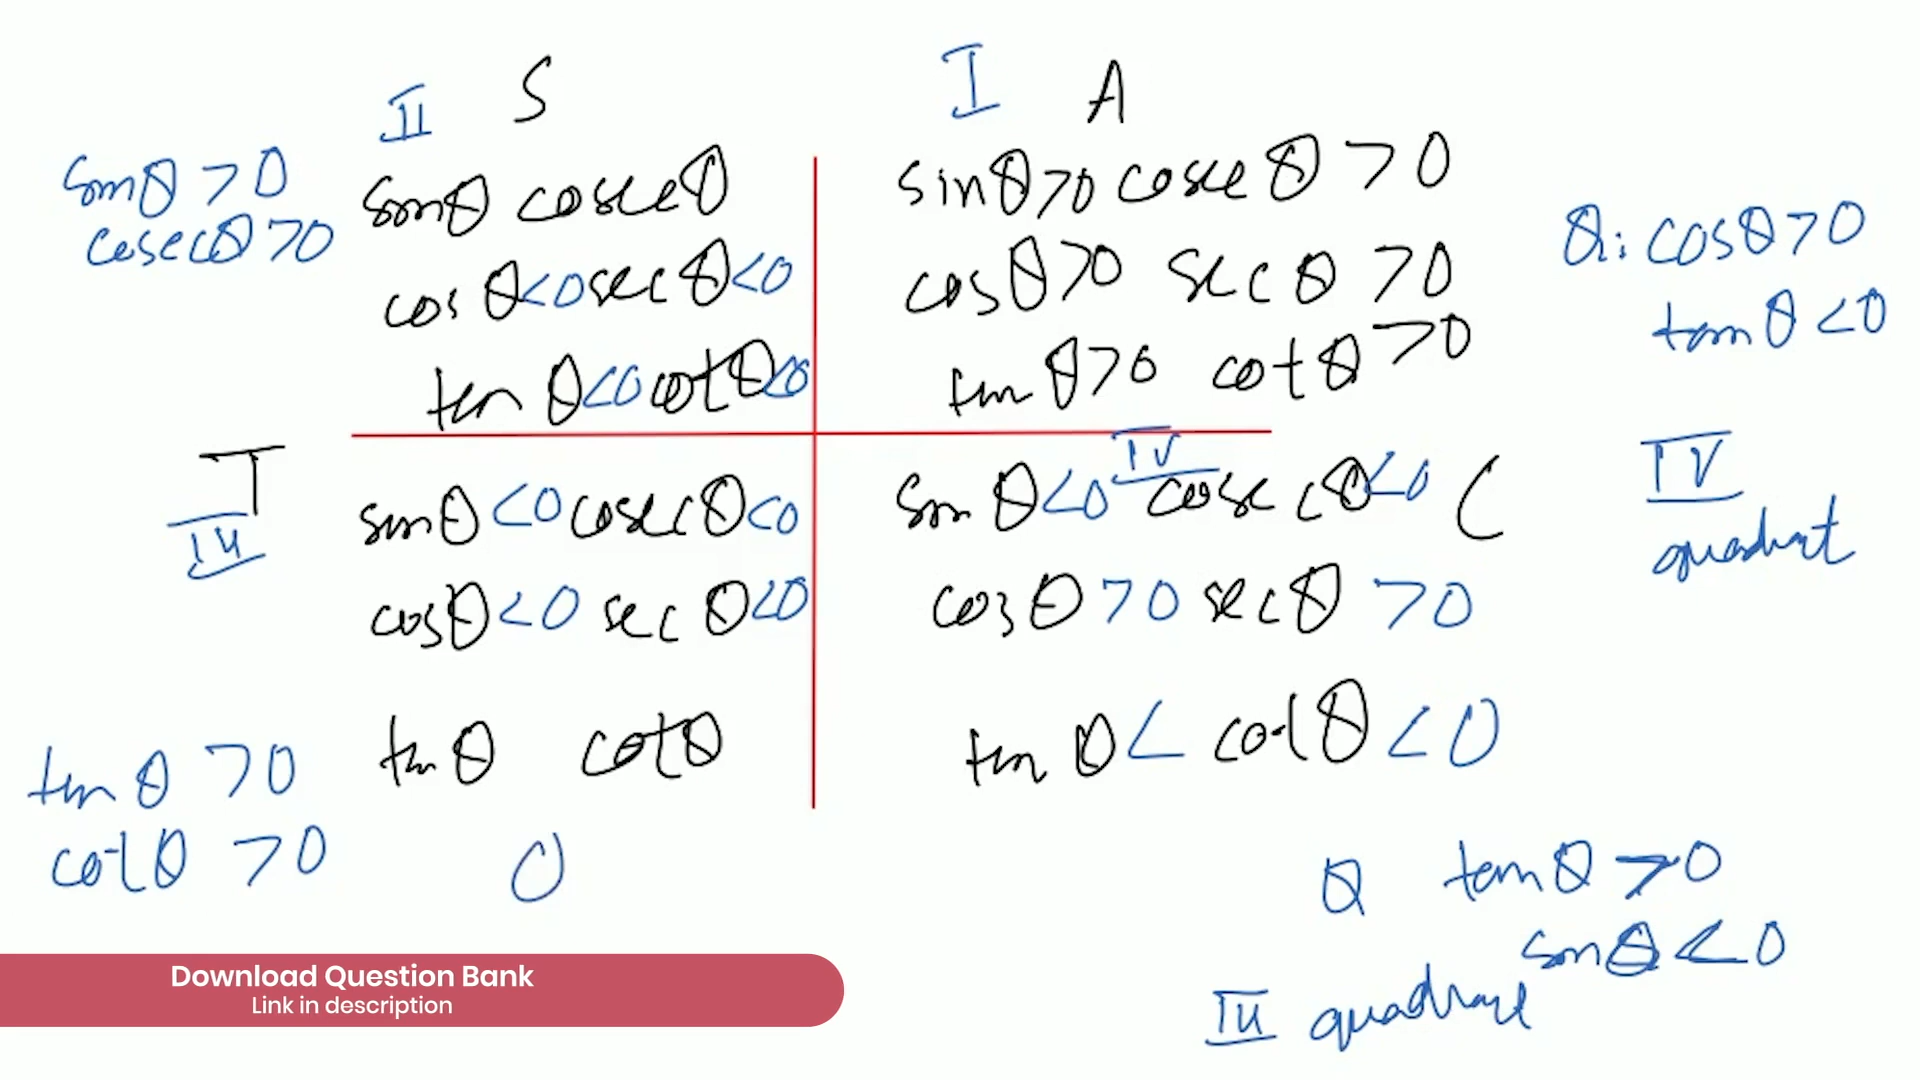 II S
I A
sinθ >0
cosecθ >0
sinθ cosecθ
cosθ <0 secθ <0
tanθ <0 cotθ <0
sinθ >0 cosecθ >0
cosθ >0 secθ >0
tanθ >0 cotθ >0
Q1: cosθ >0
tanθ <0
IV
quadrant
T
III
sinθ <0 cosecθ <0
cosθ <0 secθ <0
tanθ cotθ
IV
sinθ <0 cosecθ <0 C
cosθ >0 secθ >0
tanθ < cotθ <0
tanθ >0
cotθ >0
0
Q tanθ >0
sinθ <0
III quadrant
Download Question Bank
Link in description